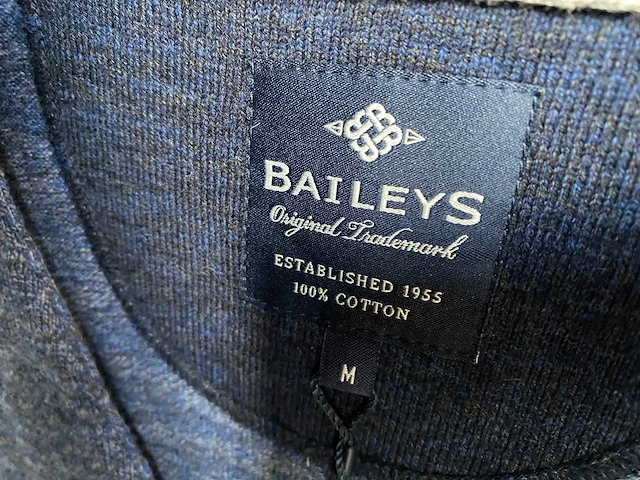 BAILEYS
Original Trademark
ESTABLISHED 1955
100% COTTON
M